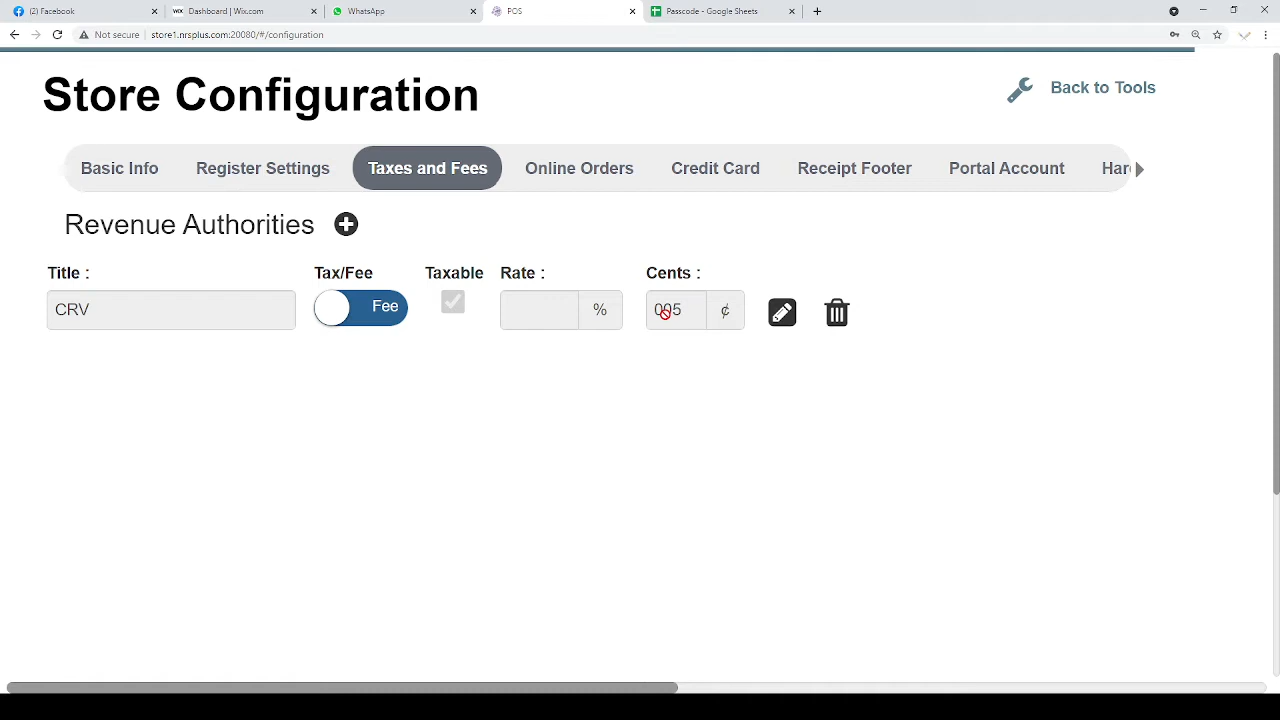 (2) Facebook
WIX Dashboard | Wix.com
WhatsApp
POS
Passcode - Google Sheets
Not secure | store1.nrsplus.com:20080/#/configuration
Store Configuration
Back to Tools
Basic Info Register Settings Taxes and Fees Online Orders Credit Card Receipt Footer Portal Account Har
Revenue Authorities
Title : Tax/Fee Taxable Rate : Cents :
CRV Fee % 005 ¢